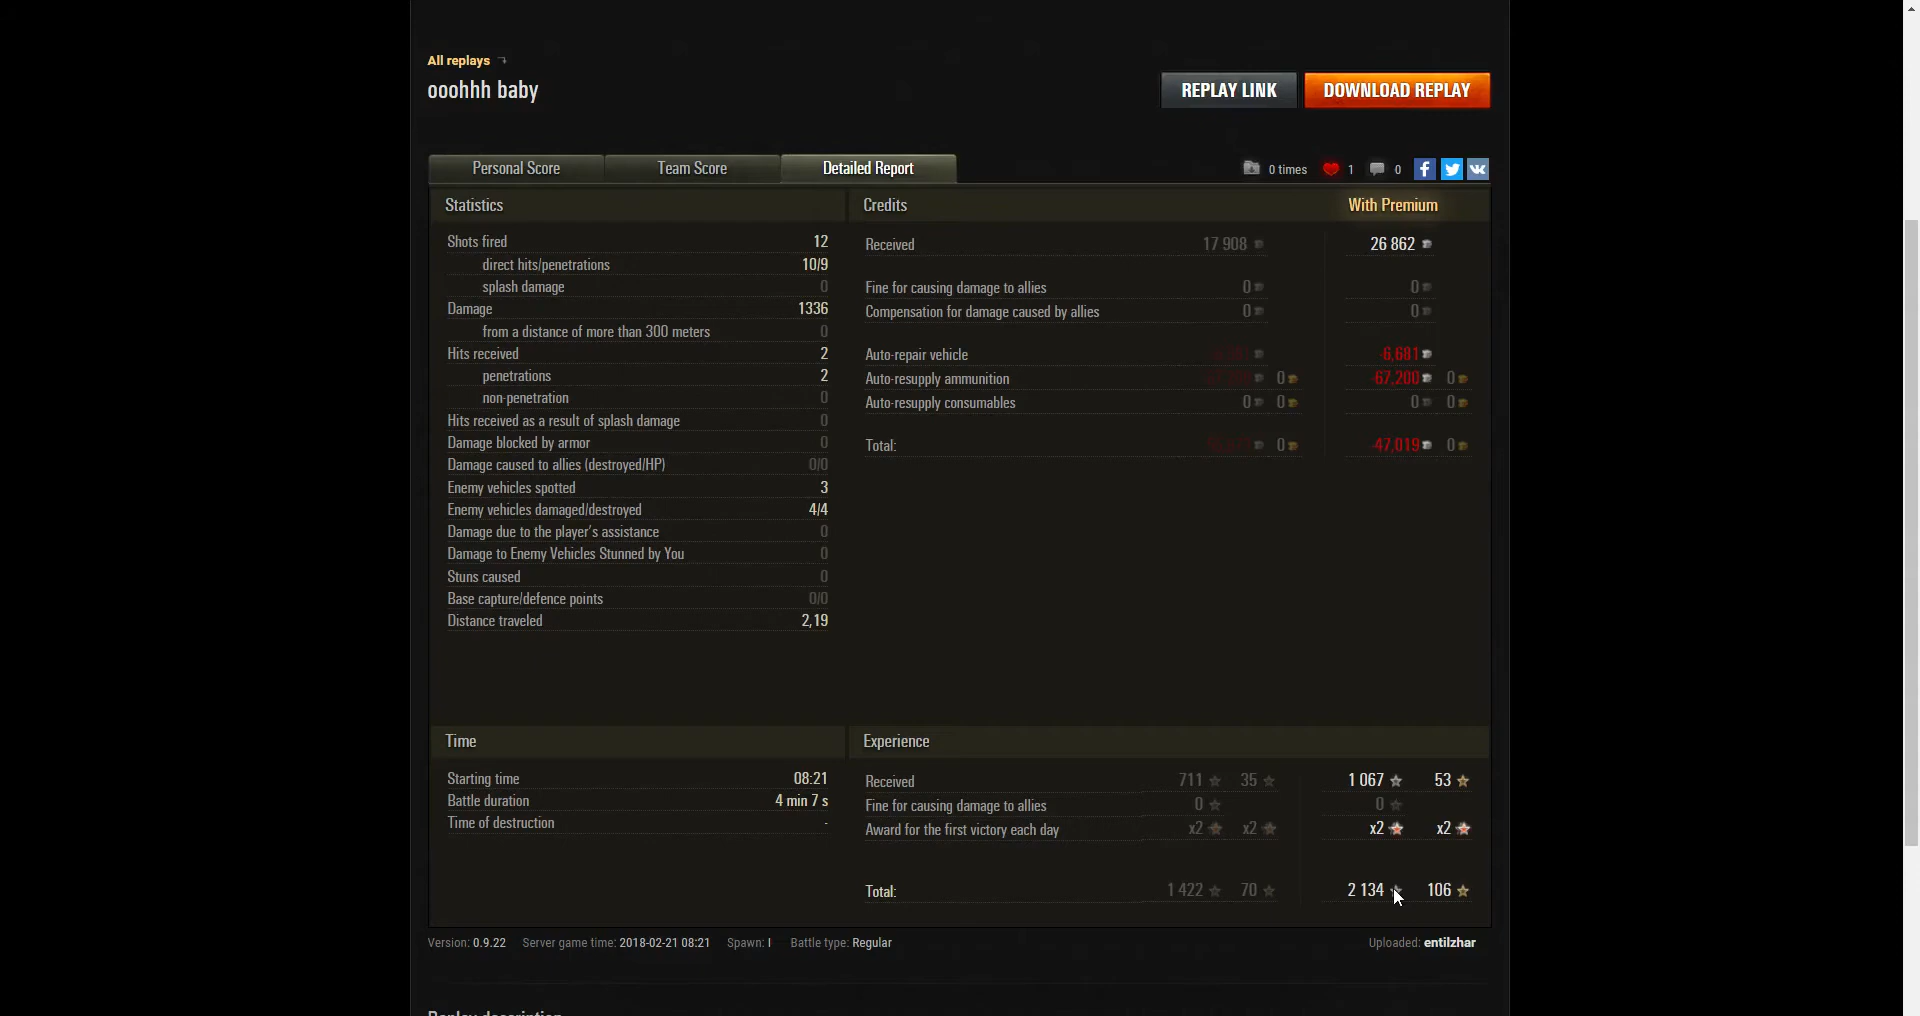 All replays
ooohhh baby
REPLAY LINK
DOWNLOAD REPLAY
Personal Score
Team Score
Detailed Report
0 times
1
0
Statistics
Shots fired 12
direct hits/penetrations 10/9
splash damage 0
Damage 1336
from a distance of more than 300 meters 0
Hits received 2
penetrations 2
non-penetration 0
Hits received as a result of splash damage 0
Damage blocked by armor 0
Damage caused to allies (destroyed/HP) 0/0
Enemy vehicles spotted 3
Enemy vehicles damaged/destroyed 4/4
Damage due to the player's assistance 0
Damage to Enemy Vehicles Stunned by You 0
Stuns caused 0
Base capture/defence points 0/0
Distance traveled 2,19
Credits With Premium
Received 17 908 26 862
Fine for causing damage to allies 0 0
Compensation for damage caused by allies 0 0
Auto-repair vehicle -6,681
Auto-resupply ammunition 0 -67,200 0
Auto-resupply consumables 0 0 0 0
Total: 0 -47,019 0
Time
Starting time 08:21
Battle duration 4 min 7 s
Time of destruction -
Experience
Received 711 35 1 067 53
Fine for causing damage to allies 0 0
Award for the first victory each day x2 x2 x2 x2
Total: 1 422 70 2 134 106
Version: 0.9.22 Server game time: 2018-02-21 08:21 Spawn: I Battle type: Regular
Uploaded: entilzhar